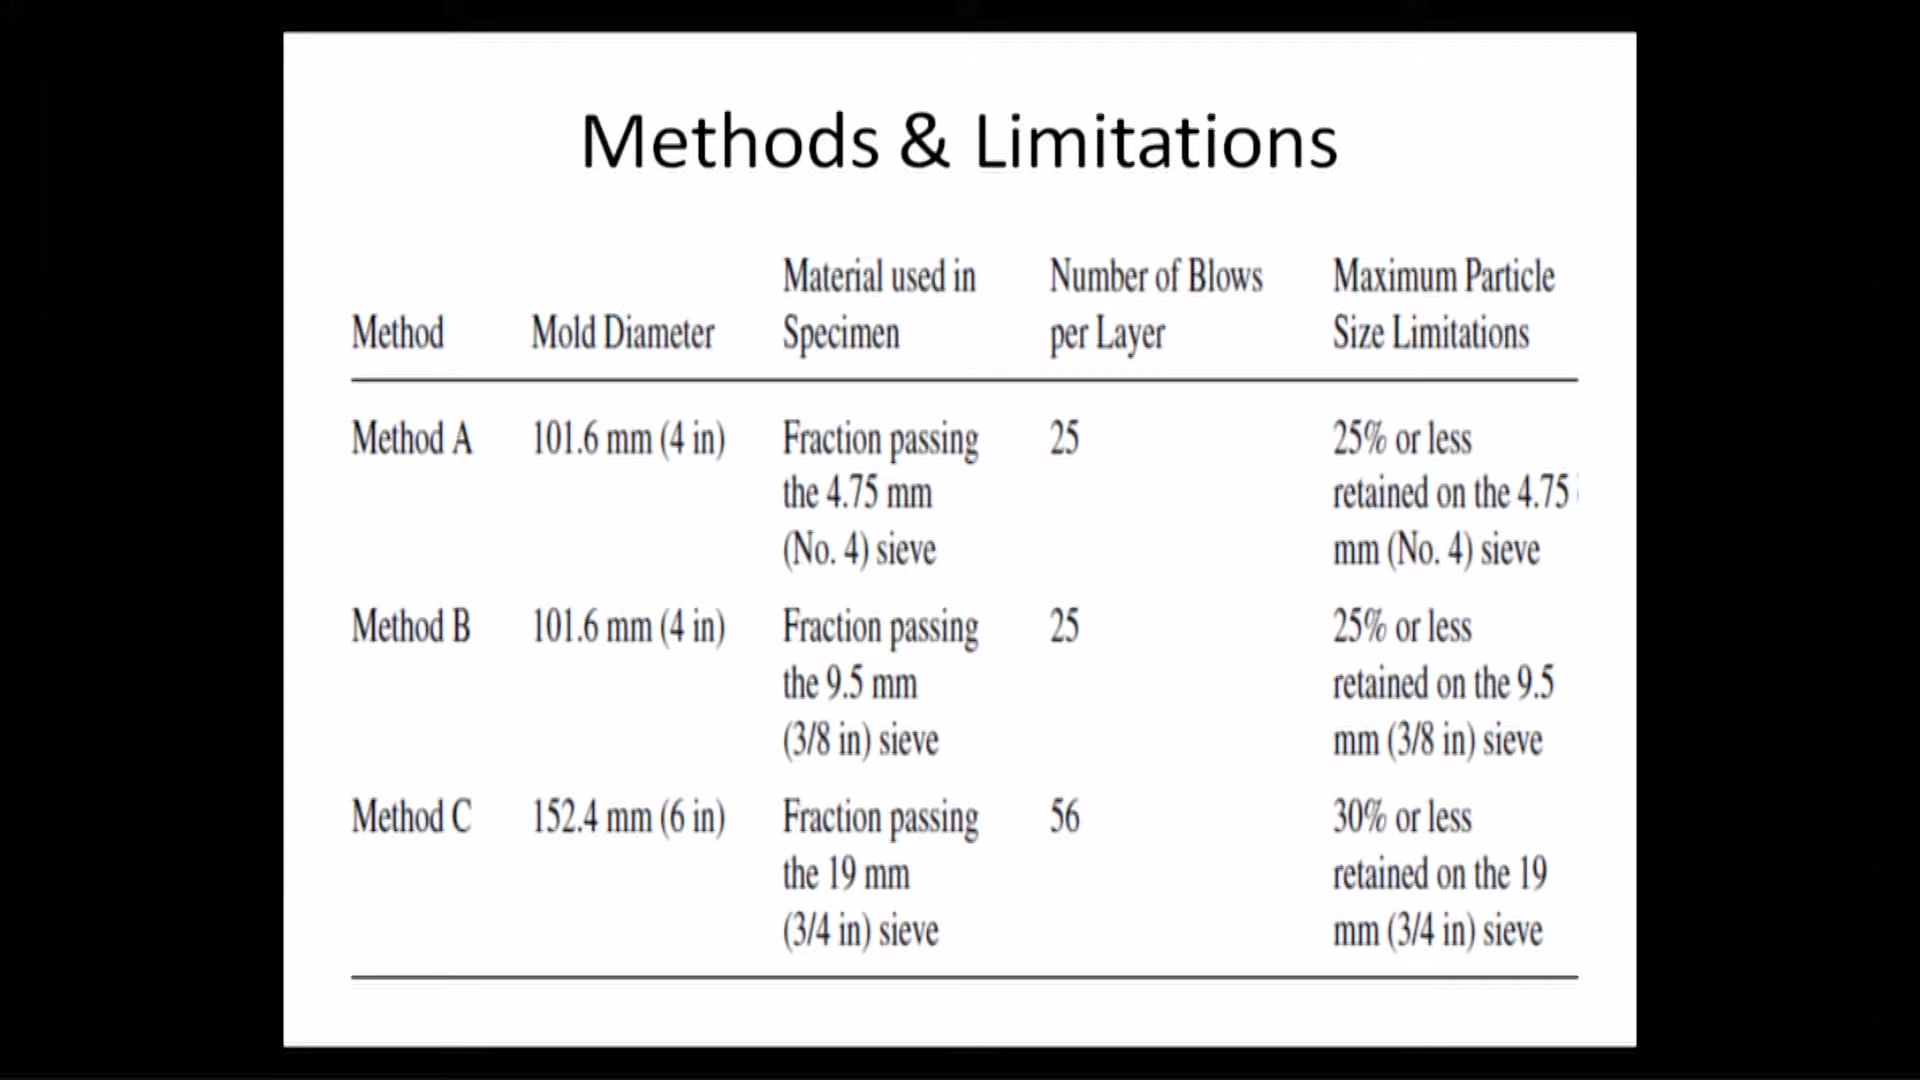 Methods & Limitations
Method
Mold Diameter
Material used in
Specimen
Number of Blows
per Layer
Maximum Particle
Size Limitations
Method A
101.6 mm (4 in)
Fraction passing
the 4.75 mm
(No. 4) sieve
25
25% or less
retained on the 4.75
mm (No. 4) sieve
Method B
101.6 mm (4 in)
Fraction passing
the 9.5 mm
(3/8 in) sieve
25
25% or less
retained on the 9.5
mm (3/8 in) sieve
Method C
152.4 mm (6 in)
Fraction passing
the 19 mm
(3/4 in) sieve
56
30% or less
retained on the 19
mm (3/4 in) sieve